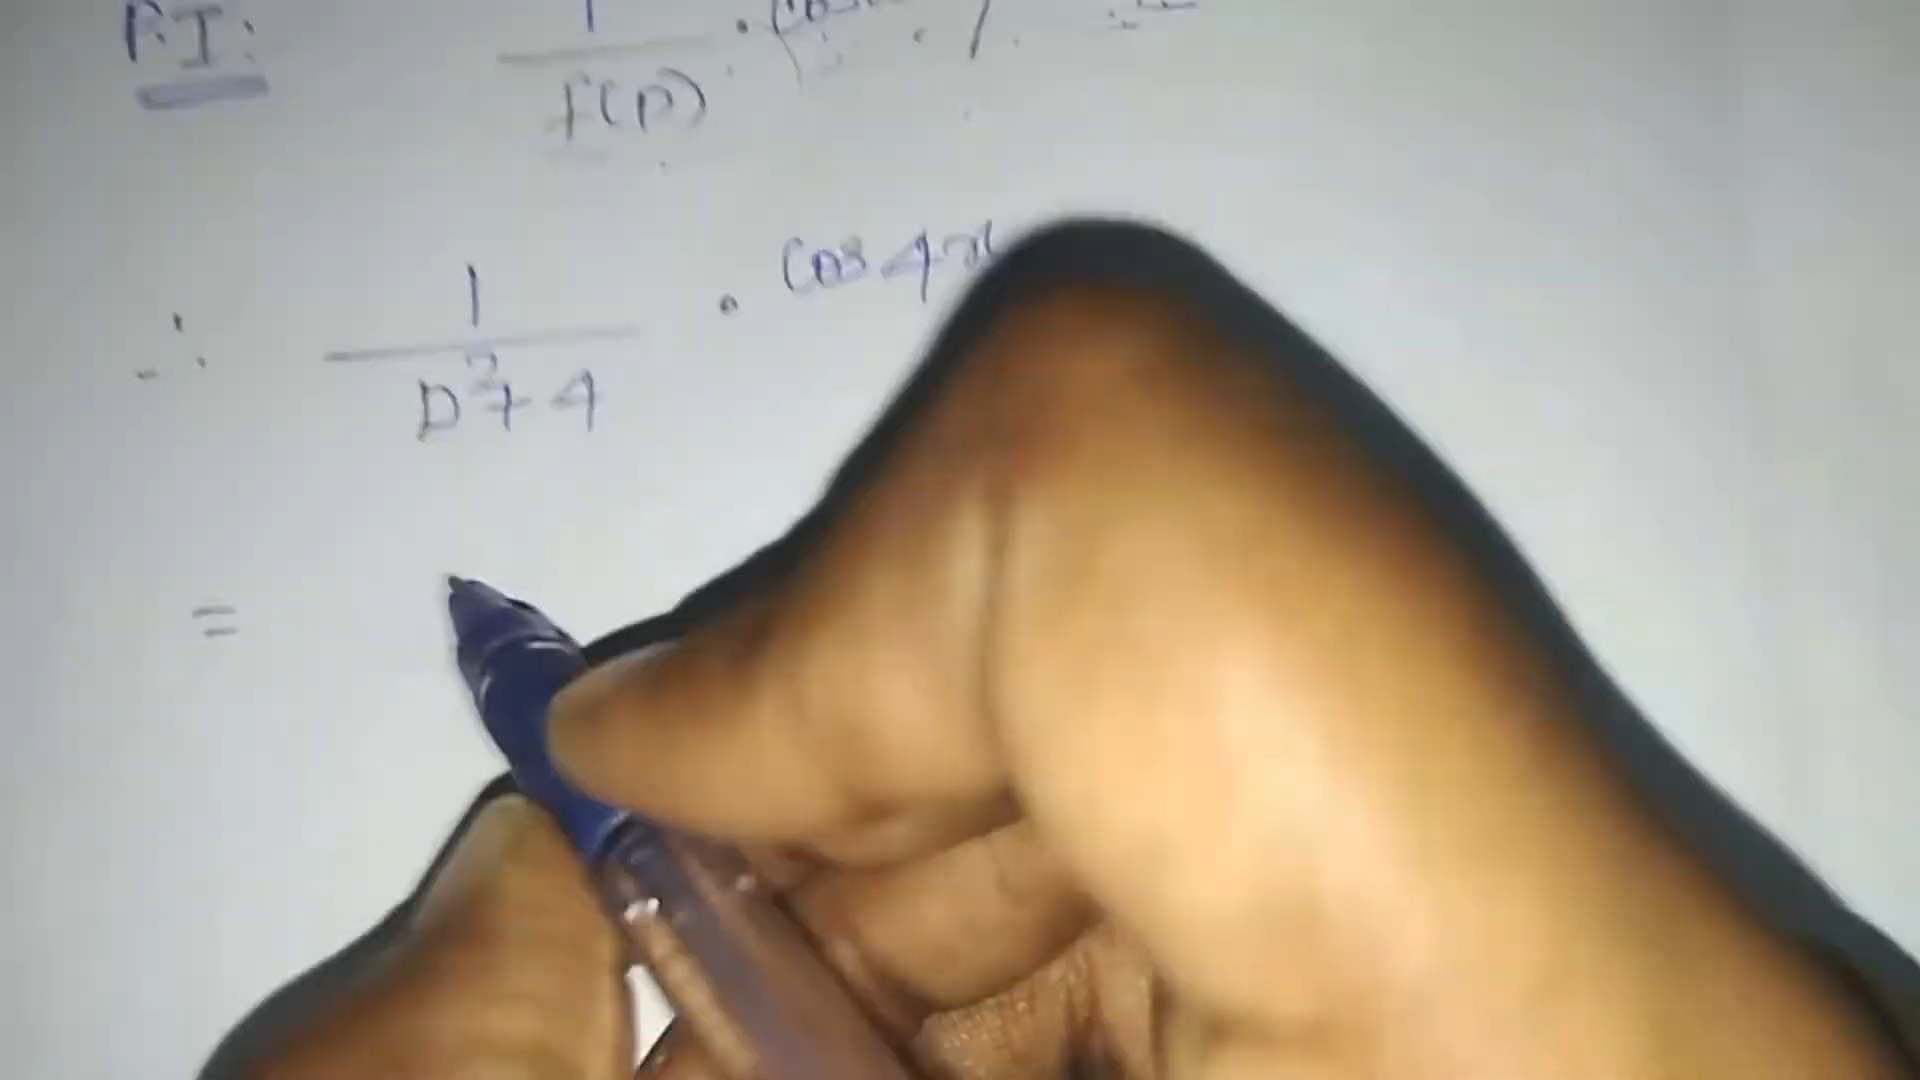 P.I:
1
f(D)
∴ 1 . Cos 4x
D²+4
=